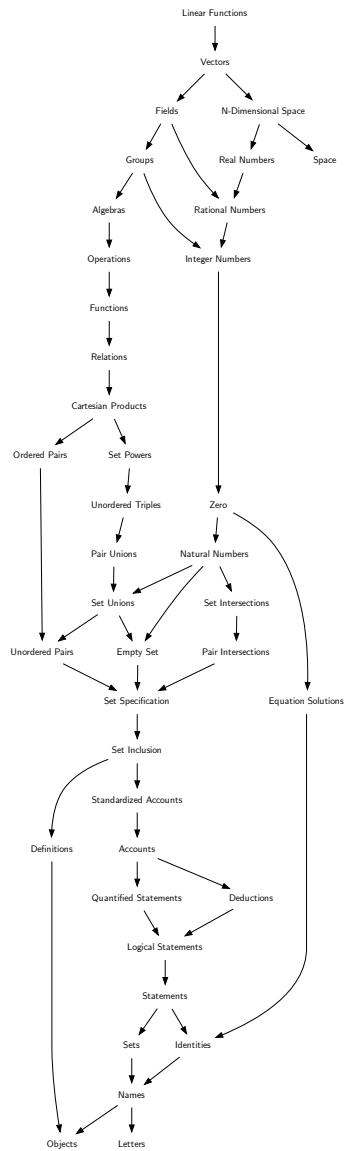 Linear Functions
Vectors
Fields
N-Dimensional Space
Groups
Real Numbers
Space
Algebras
Rational Numbers
Operations
Integer Numbers
Functions
Relations
Cartesian Products
Ordered Pairs
Set Powers
Unordered Triples
Zero
Pair Unions
Natural Numbers
Set Unions
Set Intersections
Unordered Pairs
Empty Set
Pair Intersections
Set Specification
Equation Solutions
Set Inclusion
Standardized Accounts
Definitions
Accounts
Quantified Statements
Deductions
Logical Statements
Statements
Sets
Identities
Names
Objects
Letters